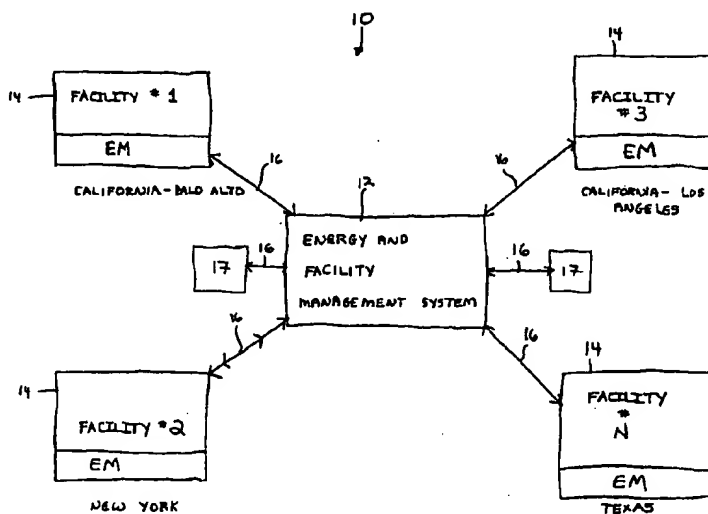 10
14
FACILITY #1
EM
CALIFORNIA-PALO ALTO
16
14
FACILITY
#3
EM
CALIFORNIA- LOS
ANGELES
16
12
ENERGY AND
FACILITY
MANAGEMENT SYSTEM
17
16
16
17
16
14
FACILITY #2
EM
NEW YORK
16
14
FACILITY
#
N
EM
TEXAS